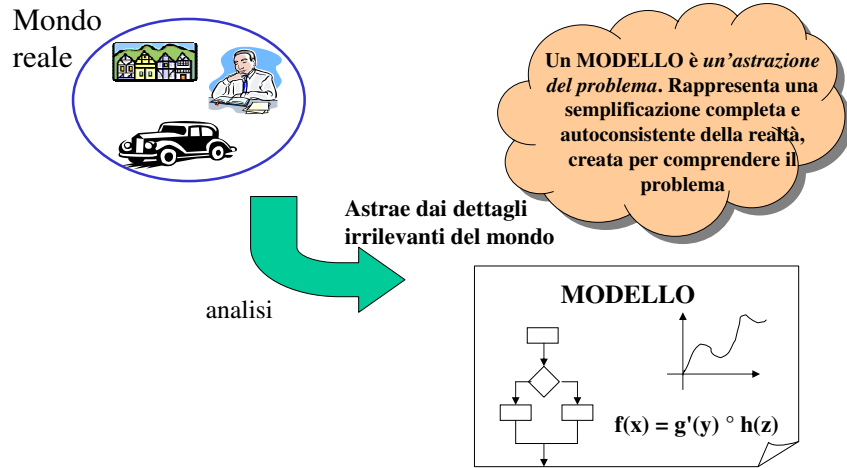 Mondo
reale
Un MODELLO è un'astrazione
del problema. Rappresenta una
semplificazione completa e
autoconsistente della realtà,
creata per comprendere il
problema
Astrae dai dettagli
irrilevanti del mondo
analisi
MODELLO
f(x) = g'(y) ° h(z)